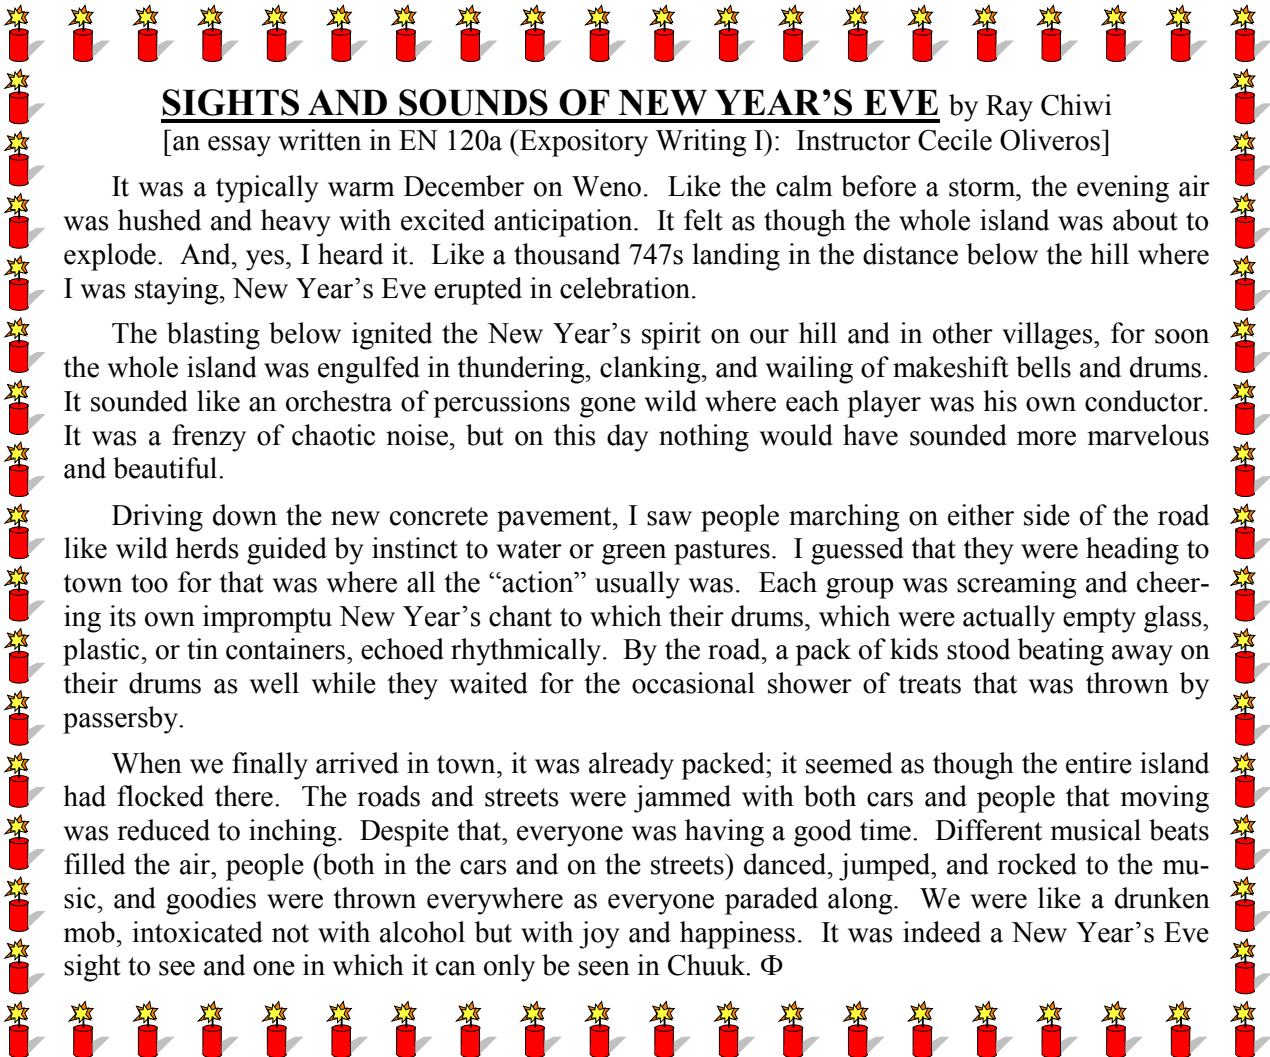 SIGHTS AND SOUNDS OF NEW YEAR’S EVE by Ray Chiwi
[an essay written in EN 120a (Expository Writing I):  Instructor Cecile Oliveros]
It was a typically warm December on Weno.  Like the calm before a storm, the evening air
was hushed and heavy with excited anticipation.  It felt as though the whole island was about to
explode.  And, yes, I heard it.  Like a thousand 747s landing in the distance below the hill where
I was staying, New Year’s Eve erupted in celebration.
The blasting below ignited the New Year’s spirit on our hill and in other villages, for soon
the whole island was engulfed in thundering, clanking, and wailing of makeshift bells and drums.
It sounded like an orchestra of percussions gone wild where each player was his own conductor.
It was a frenzy of chaotic noise, but on this day nothing would have sounded more marvelous
and beautiful.
Driving down the new concrete pavement, I saw people marching on either side of the road
like wild herds guided by instinct to water or green pastures.  I guessed that they were heading to
town too for that was where all the “action” usually was.  Each group was screaming and cheer-
ing its own impromptu New Year’s chant to which their drums, which were actually empty glass,
plastic, or tin containers, echoed rhythmically.  By the road, a pack of kids stood beating away on
their drums as well while they waited for the occasional shower of treats that was thrown by
passersby.
When we finally arrived in town, it was already packed; it seemed as though the entire island
had flocked there.  The roads and streets were jammed with both cars and people that moving
was reduced to inching.  Despite that, everyone was having a good time.  Different musical beats
filled the air, people (both in the cars and on the streets) danced, jumped, and rocked to the mu-
sic, and goodies were thrown everywhere as everyone paraded along.  We were like a drunken
mob, intoxicated not with alcohol but with joy and happiness.  It was indeed a New Year’s Eve
sight to see and one in which it can only be seen in Chuuk. Φ